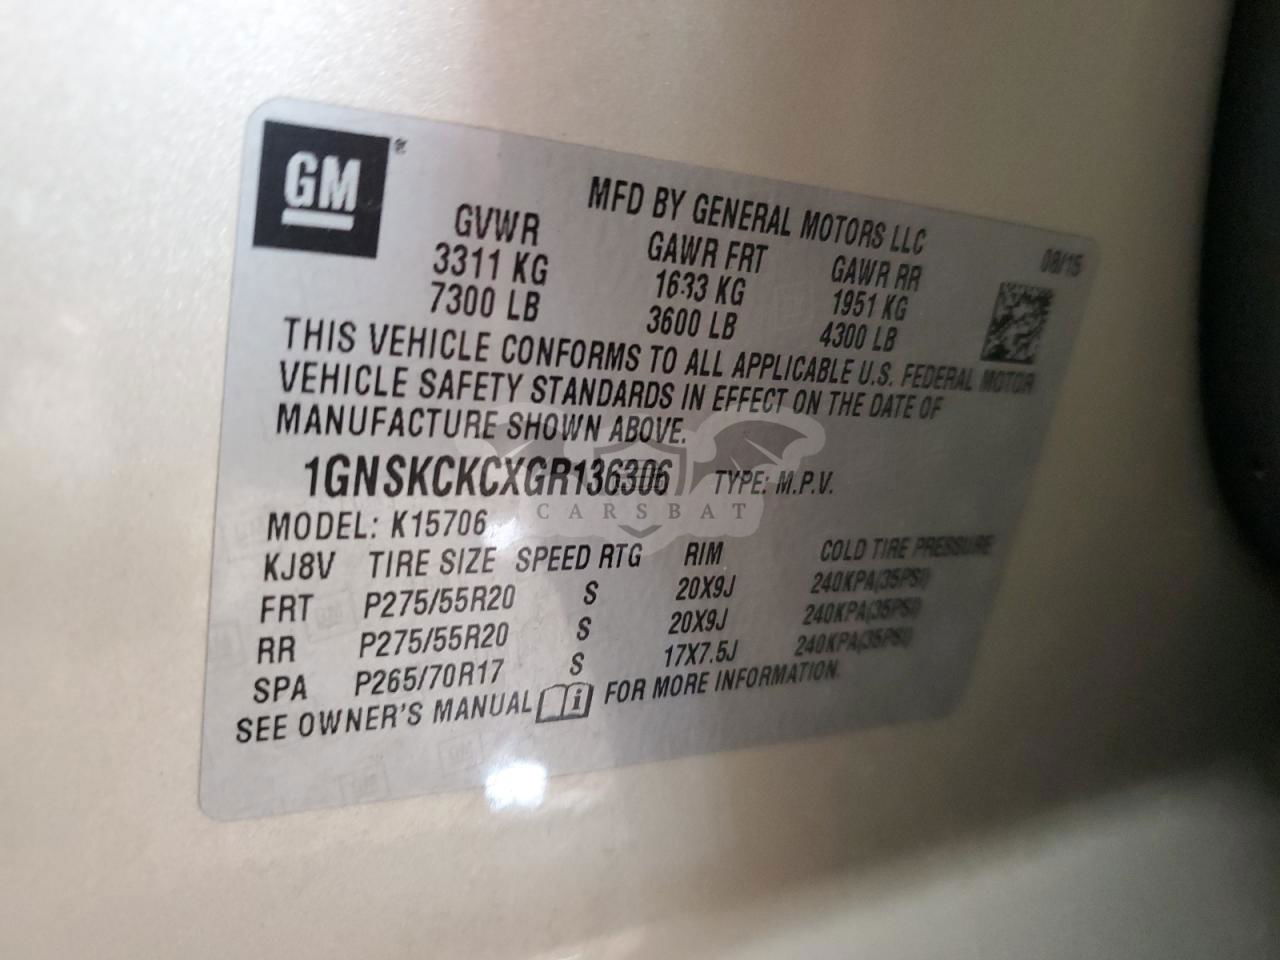 GM
MFD BY GENERAL MOTORS LLC
GVWR GAWR FRT GAWR RR 08/15
3311 KG 1633 KG 1951 KG
7300 LB 3600 LB 4300 LB
THIS VEHICLE CONFORMS TO ALL APPLICABLE U.S. FEDERAL MOTOR
VEHICLE SAFETY STANDARDS IN EFFECT ON THE DATE OF
MANUFACTURE SHOWN ABOVE.
1GNSKCKCXGR136306 TYPE: M.P.V.
CARSBAT
MODEL: K15706
KJ8V TIRE SIZE SPEED RTG RIM COLD TIRE PRESSURE
FRT P275/55R20 S 20X9J 240KPA(35PSI)
RR P275/55R20 S 20X9J 240KPA(35PSI)
SPA P265/70R17 S 17X7.5J 240KPA(35PSI)
SEE OWNER'S MANUAL i FOR MORE INFORMATION.